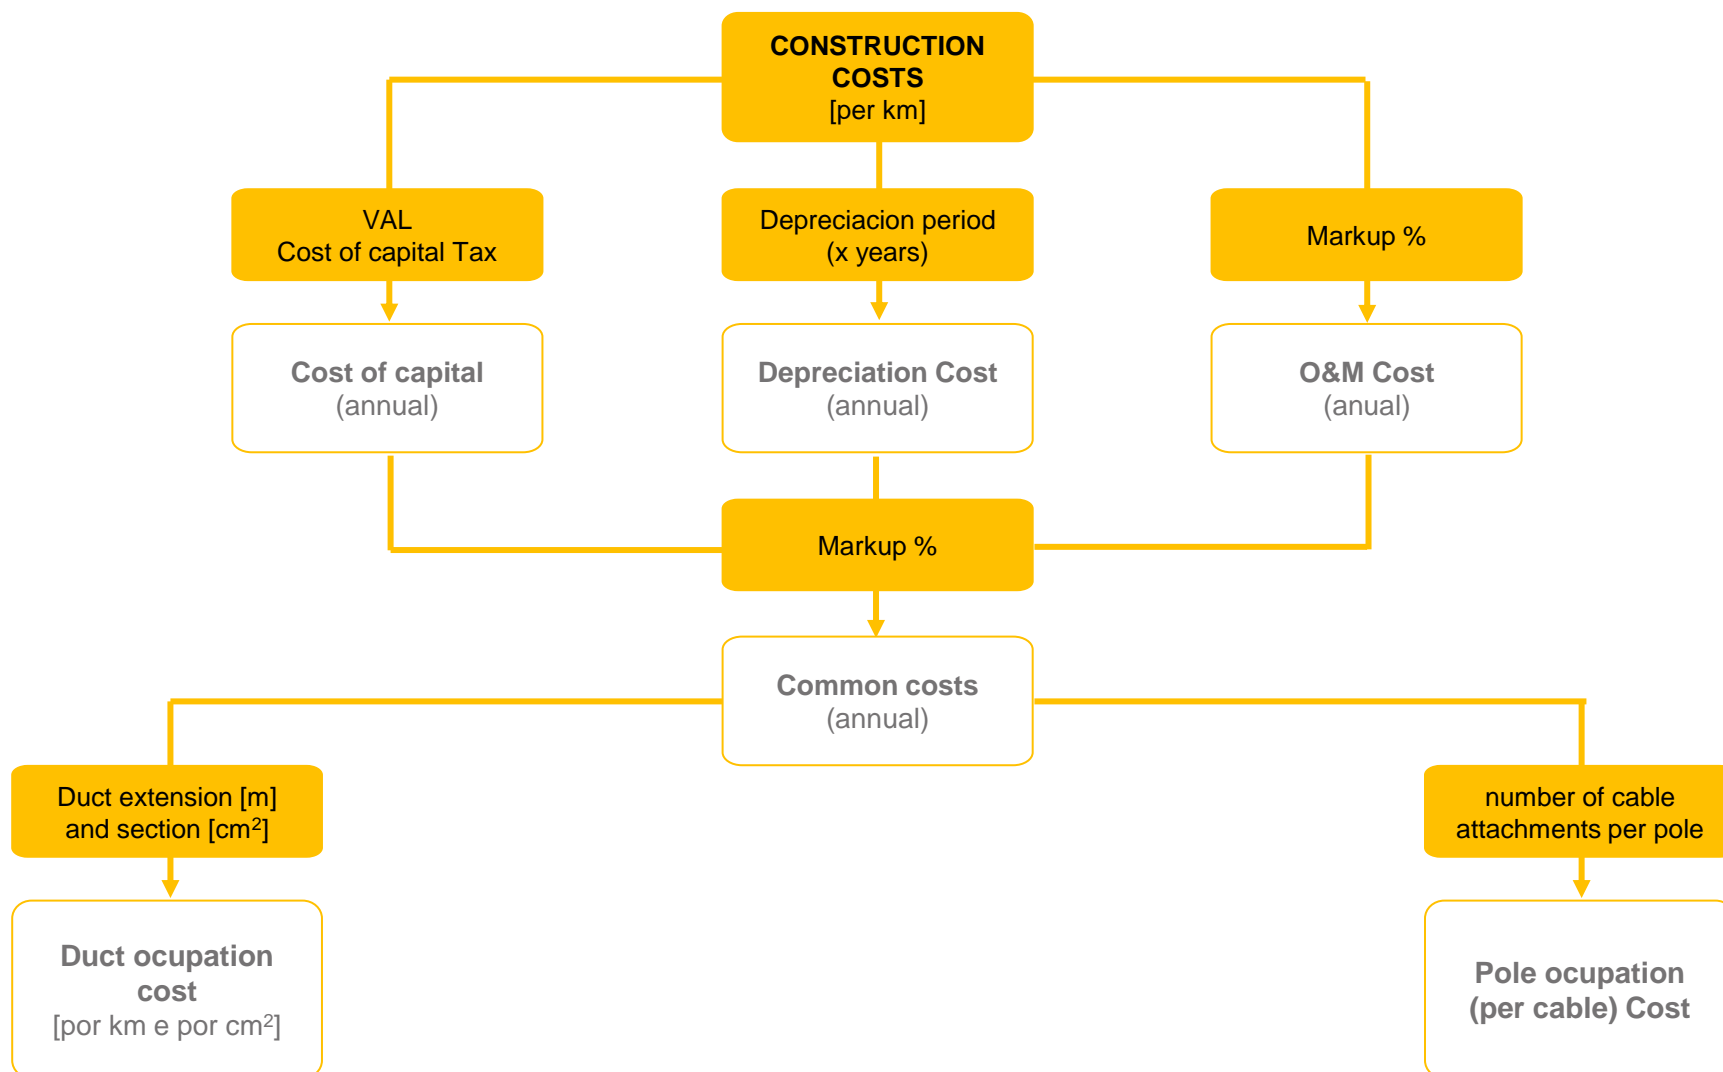 CONSTRUCTION
COSTS
[per km]
VAL
Cost of capital Tax
Depreciacion period
(x years)
Markup %
Cost of capital
(annual)
Depreciation Cost
(annual)
O&M Cost
(anual)
Markup %
Common costs
(annual)
Duct extension [m]
and section [cm²]
number of cable
attachments per pole
Duct ocupation
cost
[por km e por cm²]
Pole ocupation
(per cable) Cost